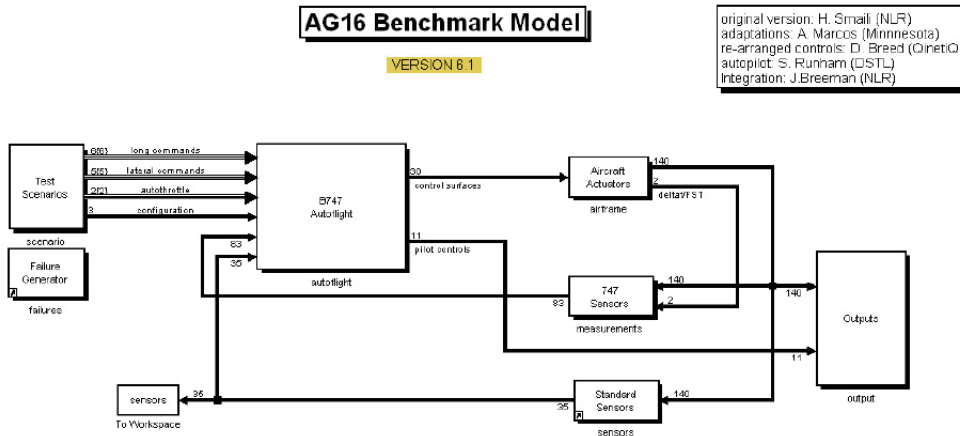 AG16 Benchmark Model
VERSION 6.1
original version: H. Smaili (NLR)
adaptations: A. Marcos (Minnnesota)
re-arranged controls: D. Breed (QinetiQ)
autopilot: S. Runham (DSTL)
Integration: J.Breeman (NLR)
Test
Scenarios
scenario
6{6}
long commands
5{5}
lateral commands
2{2}
autothrottle
3
configuration
83
35
B747
Autoflight
autoflight
30
control surfaces
11
pilot controls
Aircraft
Actuators
airframe
140
2
deltaf/FST
Failure
Generator
failures
747
Sensors
measurements
83
140
2
140
11
Outputs
output
sensors
To Workspace
35
35
Standard
Sensors
sensors
140